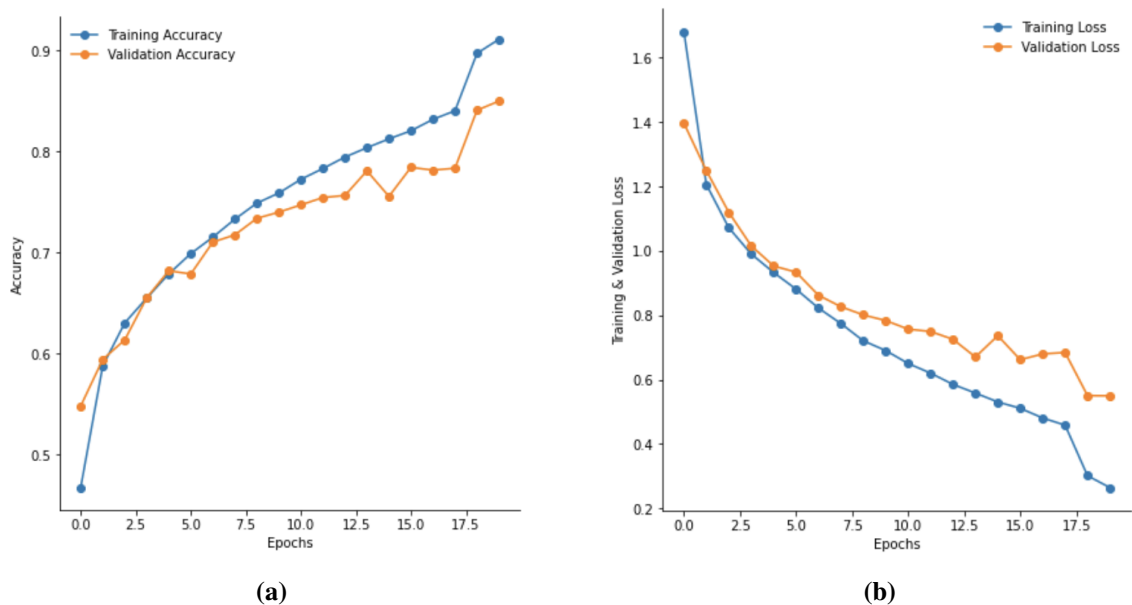 Training Accuracy
Validation Accuracy
0.9
0.8
0.7
0.6
0.5
Accuracy
0.0 2.5 5.0 7.5 10.0 12.5 15.0 17.5
Epochs
(a)
Training Loss
Validation Loss
1.6
1.4
1.2
1.0
0.8
0.6
0.4
0.2
Training & Validation Loss
0.0 2.5 5.0 7.5 10.0 12.5 15.0 17.5
Epochs
(b)